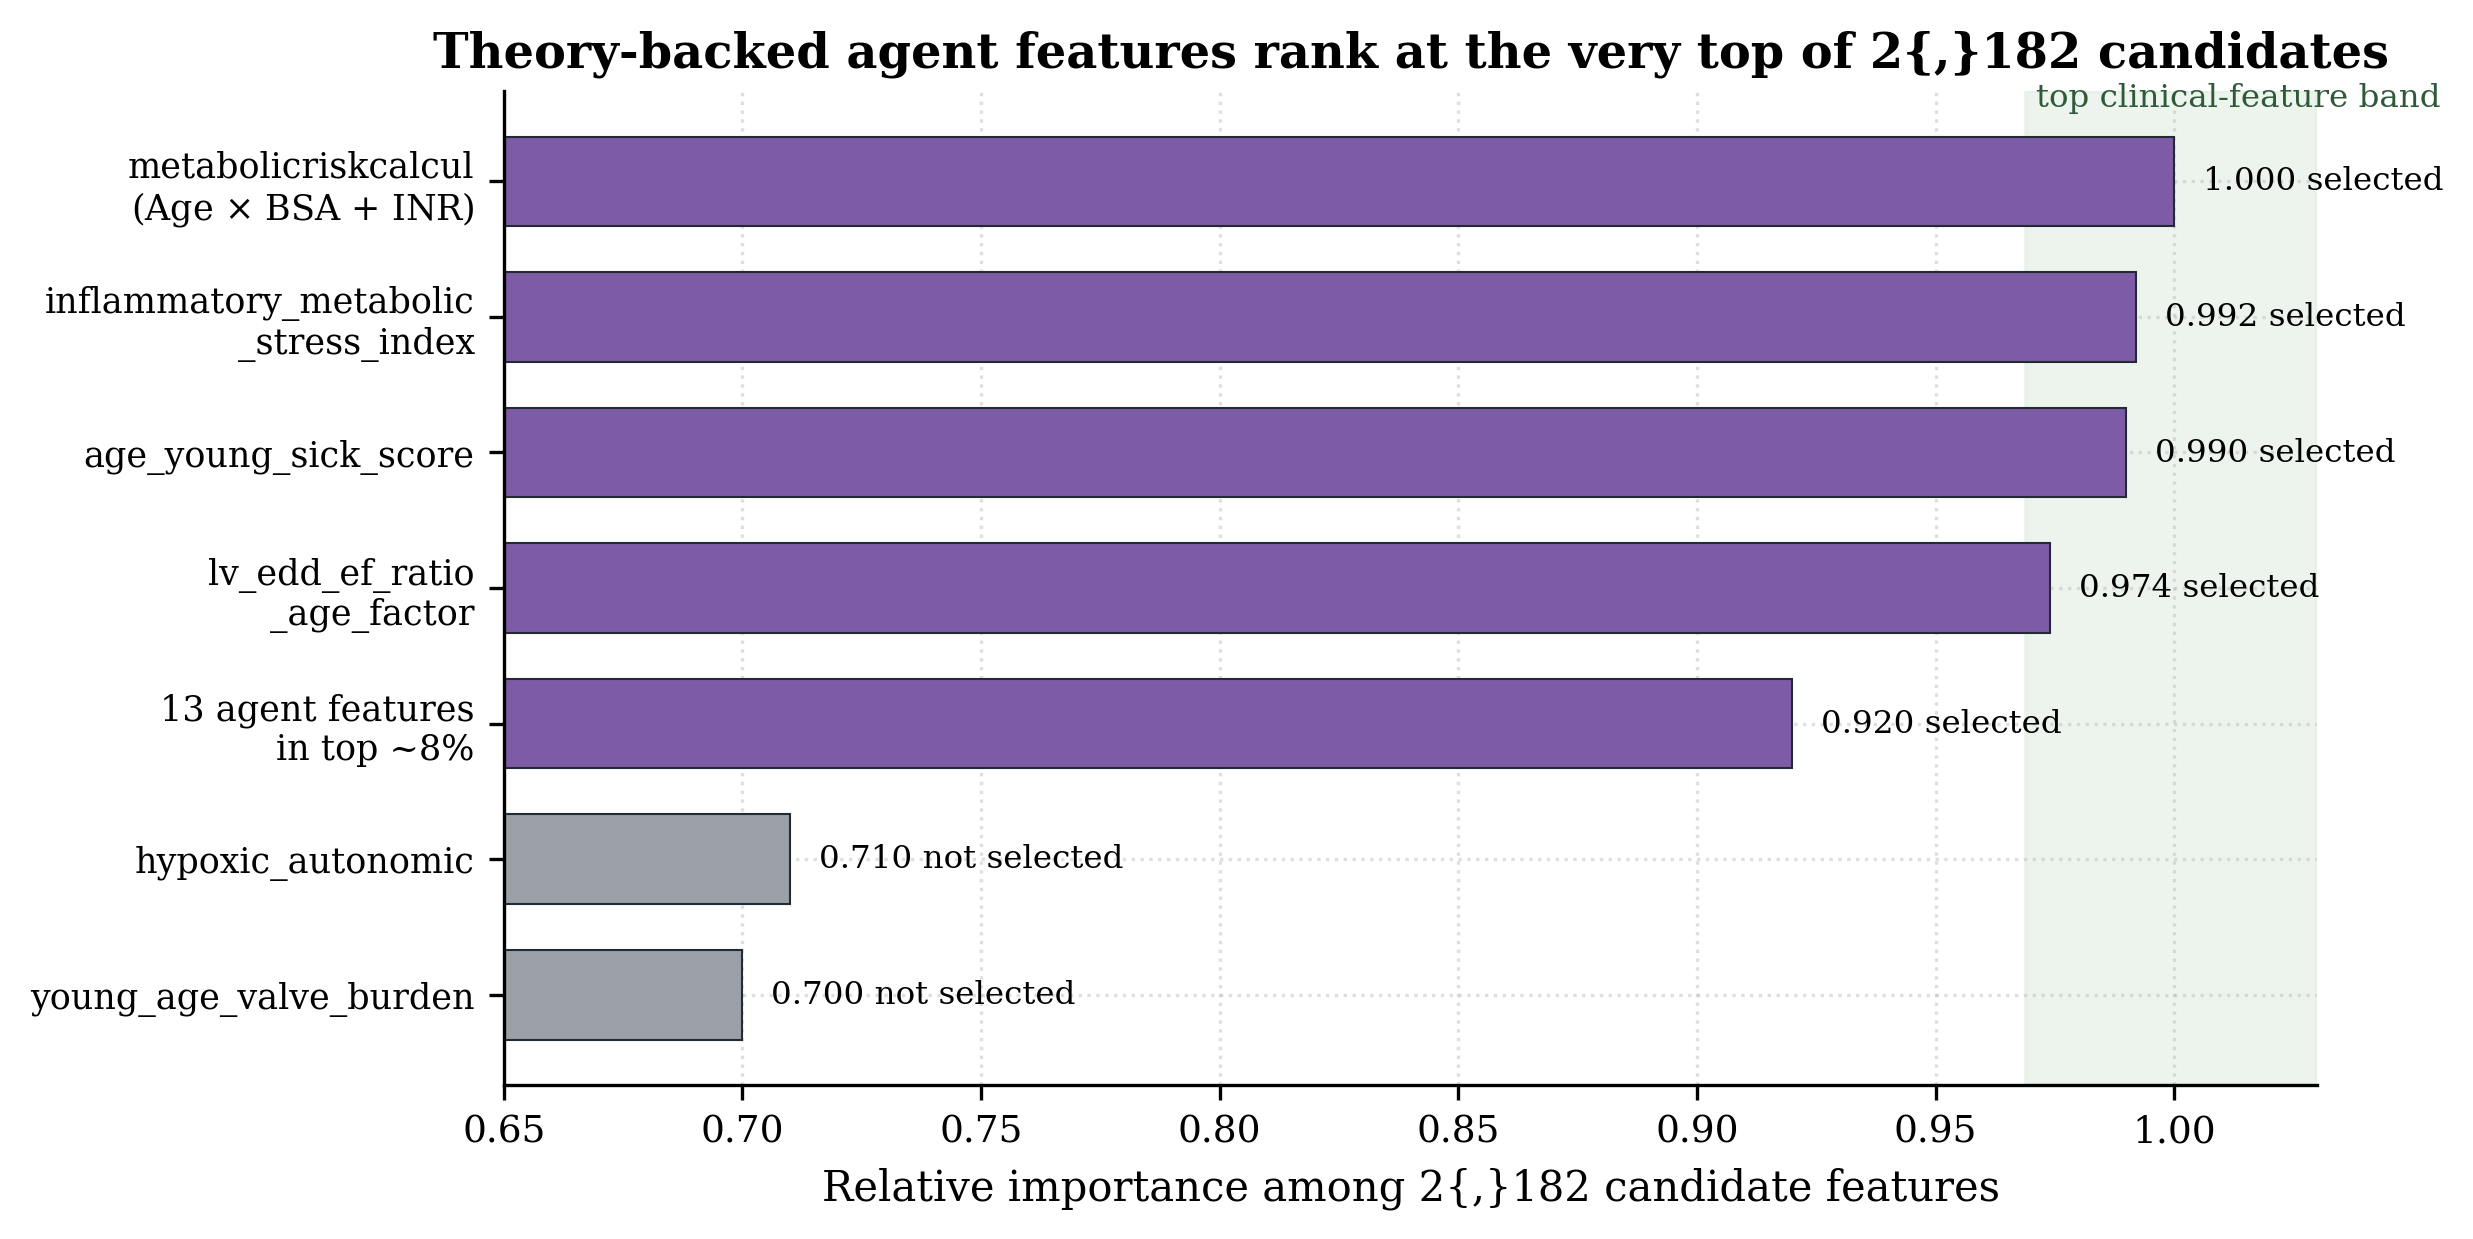 Theory-backed agent features rank at the very top of 2{,}182 candidates
top clinical-feature band
metabolicriskcalcul
(Age × BSA + INR)
1.000 selected
inflammatory_metabolic
_stress_index
0.992 selected
age_young_sick_score
0.990 selected
lv_edd_ef_ratio
_age_factor
0.974 selected
13 agent features
in top ~8%
0.920 selected
hypoxic_autonomic
0.710 not selected
young_age_valve_burden
0.700 not selected
0.65 0.70 0.75 0.80 0.85 0.90 0.95 1.00
Relative importance among 2{,}182 candidate features